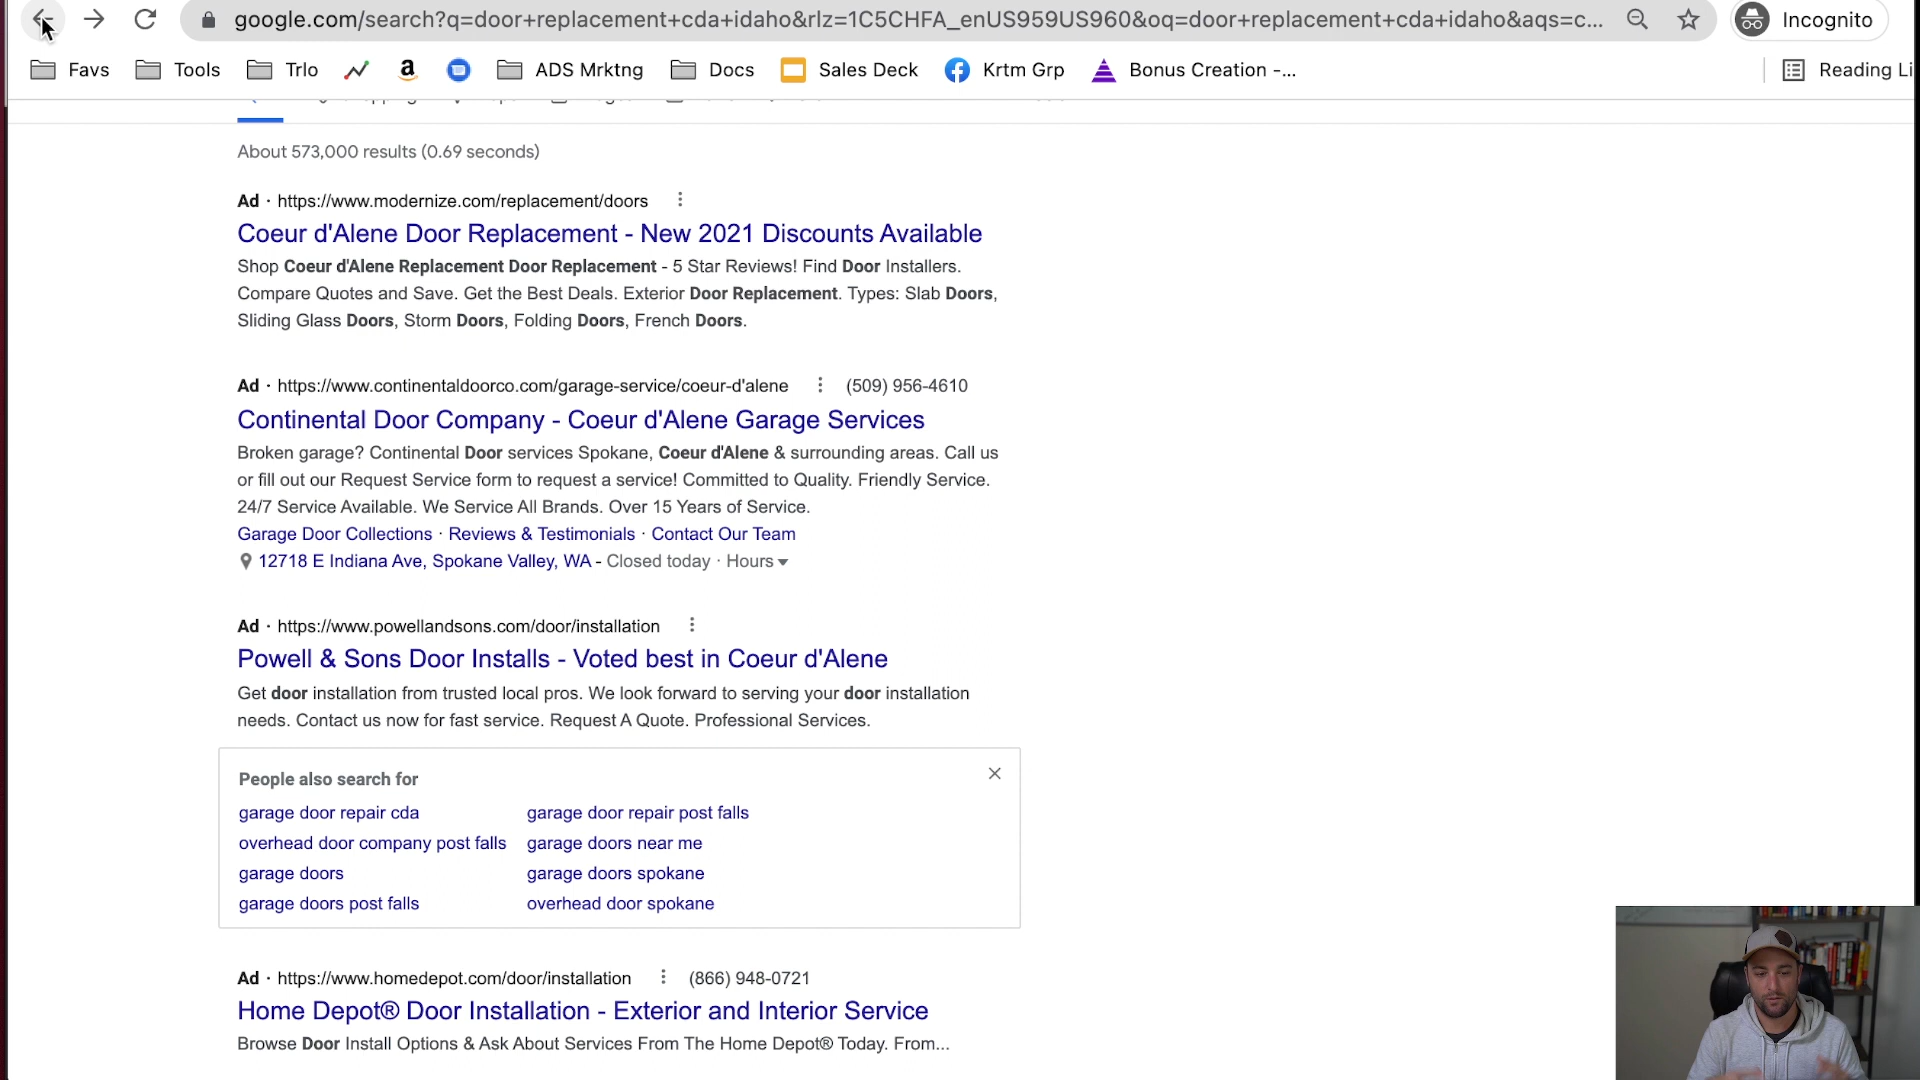 google.com/search?q=door+replacement+cda+idaho&rlz=1C5CHFA_enUS959US960&oq=door+replacement+cda+idaho&aqs=c...
Incognito
Favs
Tools
Trlo
ADS Mrktng
Docs
Sales Deck
Krtm Grp
Bonus Creation -...
Reading Li
About 573,000 results (0.69 seconds)
Ad · https://www.modernize.com/replacement/doors
Coeur d'Alene Door Replacement - New 2021 Discounts Available
Shop Coeur d'Alene Replacement Door Replacement - 5 Star Reviews! Find Door Installers.
Compare Quotes and Save. Get the Best Deals. Exterior Door Replacement. Types: Slab Doors,
Sliding Glass Doors, Storm Doors, Folding Doors, French Doors.
Ad · https://www.continentaldoorco.com/garage-service/coeur-d'alene (509) 956-4610
Continental Door Company - Coeur d'Alene Garage Services
Broken garage? Continental Door services Spokane, Coeur d'Alene & surrounding areas. Call us
or fill out our Request Service form to request a service! Committed to Quality. Friendly Service.
24/7 Service Available. We Service All Brands. Over 15 Years of Service.
Garage Door Collections · Reviews & Testimonials · Contact Our Team
12718 E Indiana Ave, Spokane Valley, WA - Closed today · Hours
Ad · https://www.powellandsons.com/door/installation
Powell & Sons Door Installs - Voted best in Coeur d'Alene
Get door installation from trusted local pros. We look forward to serving your door installation
needs. Contact us now for fast service. Request A Quote. Professional Services.
People also search for
garage door repair cda
garage door repair post falls
overhead door company post falls
garage doors near me
garage doors
garage doors spokane
garage doors post falls
overhead door spokane
Ad · https://www.homedepot.com/door/installation (866) 948-0721
Home Depot® Door Installation - Exterior and Interior Service
Browse Door Install Options & Ask About Services From The Home Depot® Today. From...